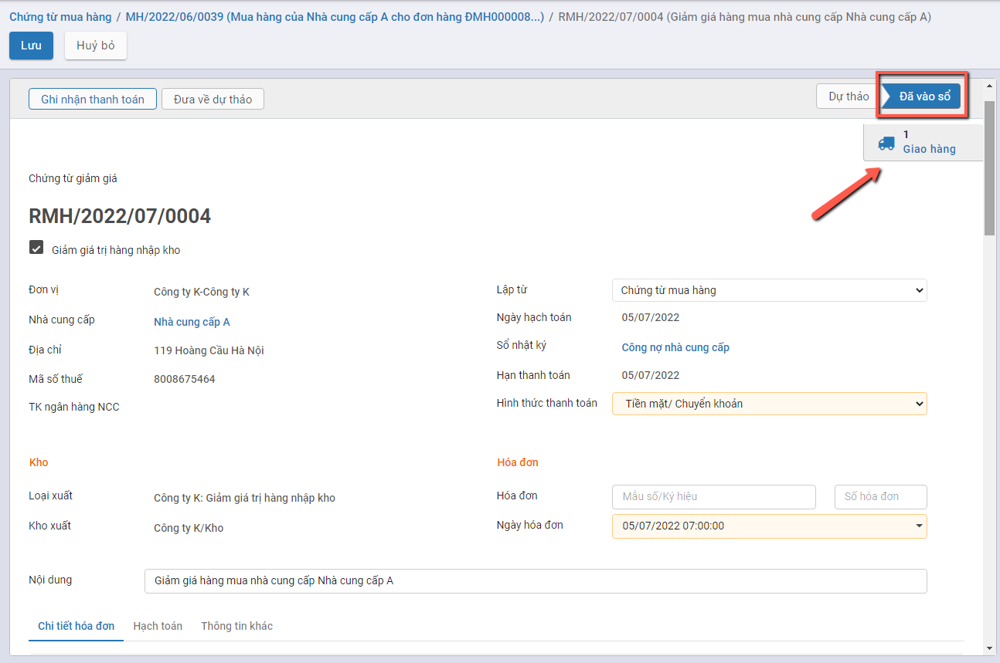 Chứng từ mua hàng / MH/2022/06/0039 (Mua hàng của Nhà cung cấp A cho đơn hàng ĐMH000008...) / RMH/2022/07/0004 (Giảm giá hàng mua nhà cung cấp Nhà cung cấp A)
Lưu Huỷ bỏ
Ghi nhận thanh toán Đưa về dự thảo Dự thảo Đã vào sổ
1
Giao hàng
Chứng từ giảm giá
RMH/2022/07/0004
Giảm giá trị hàng nhập kho
Đơn vị Công ty K-Công ty K Lập từ Chứng từ mua hàng
Nhà cung cấp Nhà cung cấp A Ngày hạch toán 05/07/2022
Địa chỉ 119 Hoàng Cầu Hà Nội Sổ nhật ký Công nợ nhà cung cấp
Mã số thuế 8008675464 Hạn thanh toán 05/07/2022
TK ngân hàng NCC Hình thức thanh toán Tiền mặt/ Chuyển khoản
Kho Hóa đơn
Loại xuất Công ty K: Giảm giá trị hàng nhập kho Hóa đơn Mẫu số/Ký hiệu Số hóa đơn
Kho xuất Công ty K/Kho Ngày hóa đơn 05/07/2022 07:00:00
Nội dung Giảm giá hàng mua nhà cung cấp Nhà cung cấp A
Chi tiết hóa đơn Hạch toán Thông tin khác